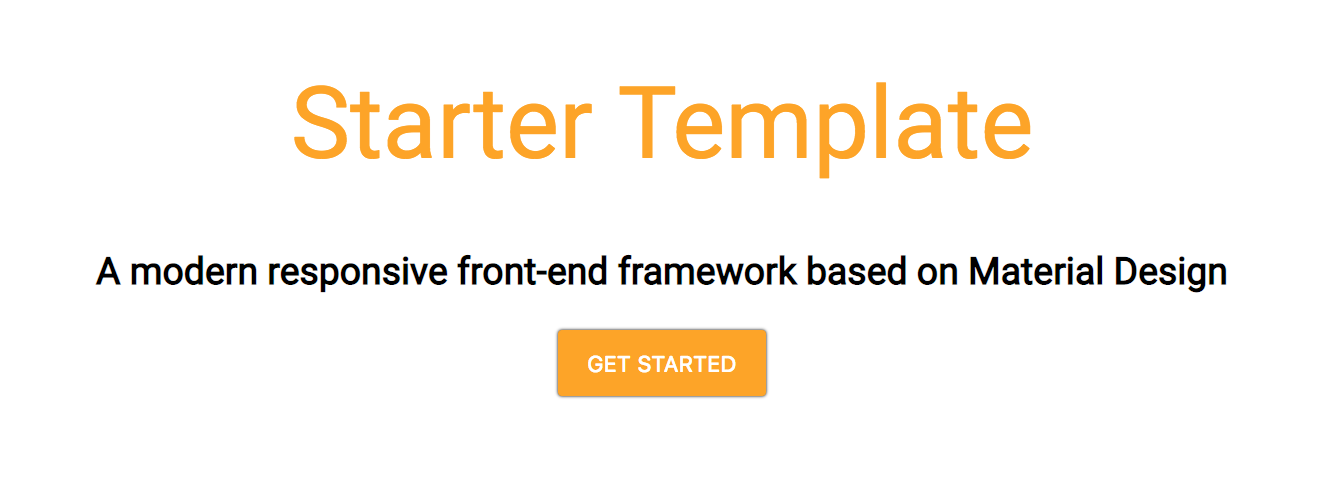 Starter Template
A modern responsive front-end framework based on Material Design
GET STARTED